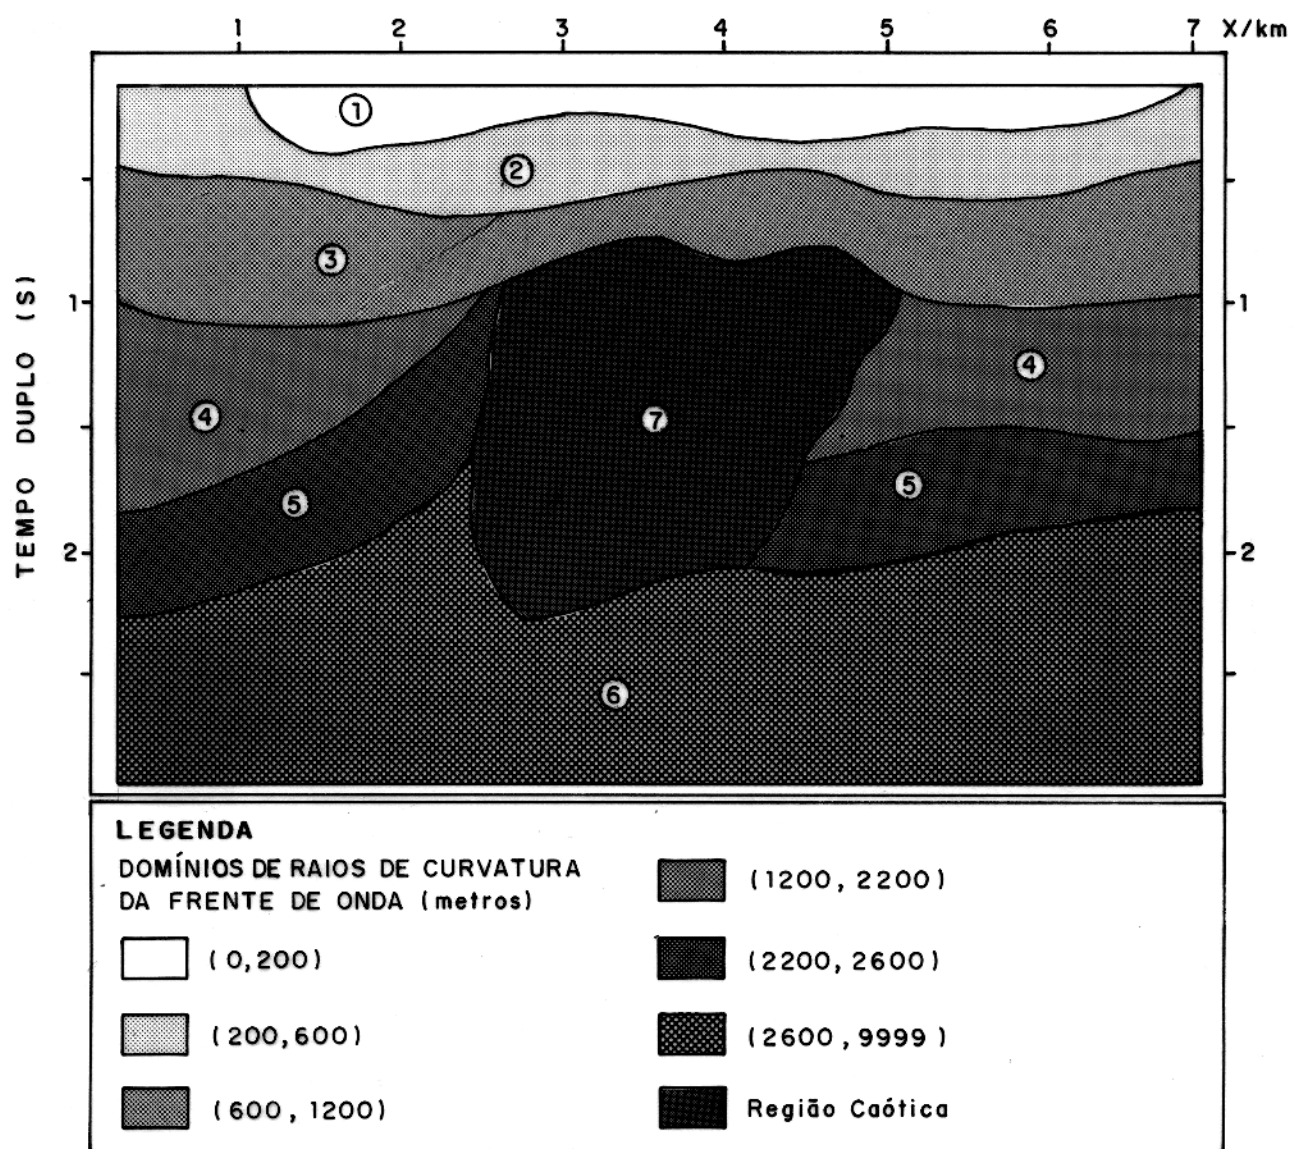 1 2 3 4 5 6 7 X/km
1
2
3
1 1
4
4
7
5
5
2 2
6
TEMPO DUPLO (S)
LEGENDA
DOMÍNIOS DE RAIOS DE CURVATURA
DA FRENTE DE ONDA (metros)
(0,200)
(200,600)
(600, 1200)
(1200, 2200)
(2200, 2600)
(2600, 9999)
Região Caótica